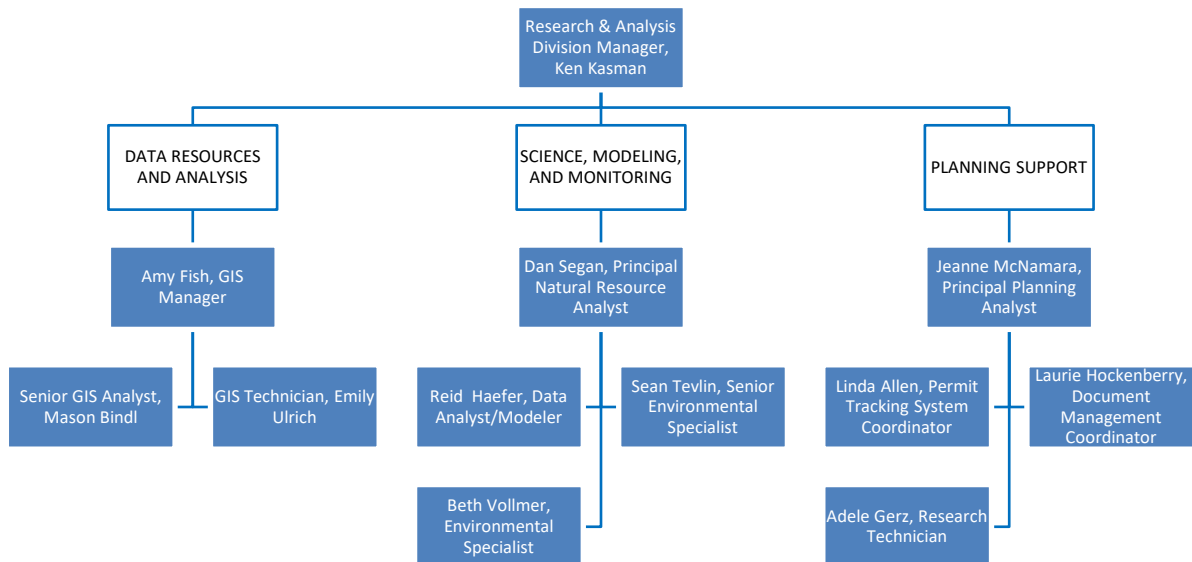 Research & Analysis
Division Manager,
Ken Kasman
DATA RESOURCES
AND ANALYSIS
SCIENCE, MODELING,
AND MONITORING
PLANNING SUPPORT
Amy Fish, GIS
Manager
Dan Segan, Principal
Natural Resource
Analyst
Jeanne McNamara,
Principal Planning
Analyst
Senior GIS Analyst,
Mason Bindl
GIS Technician, Emily
Ulrich
Reid  Haefer, Data
Analyst/Modeler
Sean Tevlin, Senior
Environmental
Specialist
Linda Allen, Permit
Tracking System
Coordinator
Laurie Hockenberry,
Document
Management
Coordinator
Beth Vollmer,
Environmental
Specialist
Adele Gerz, Research
Technician